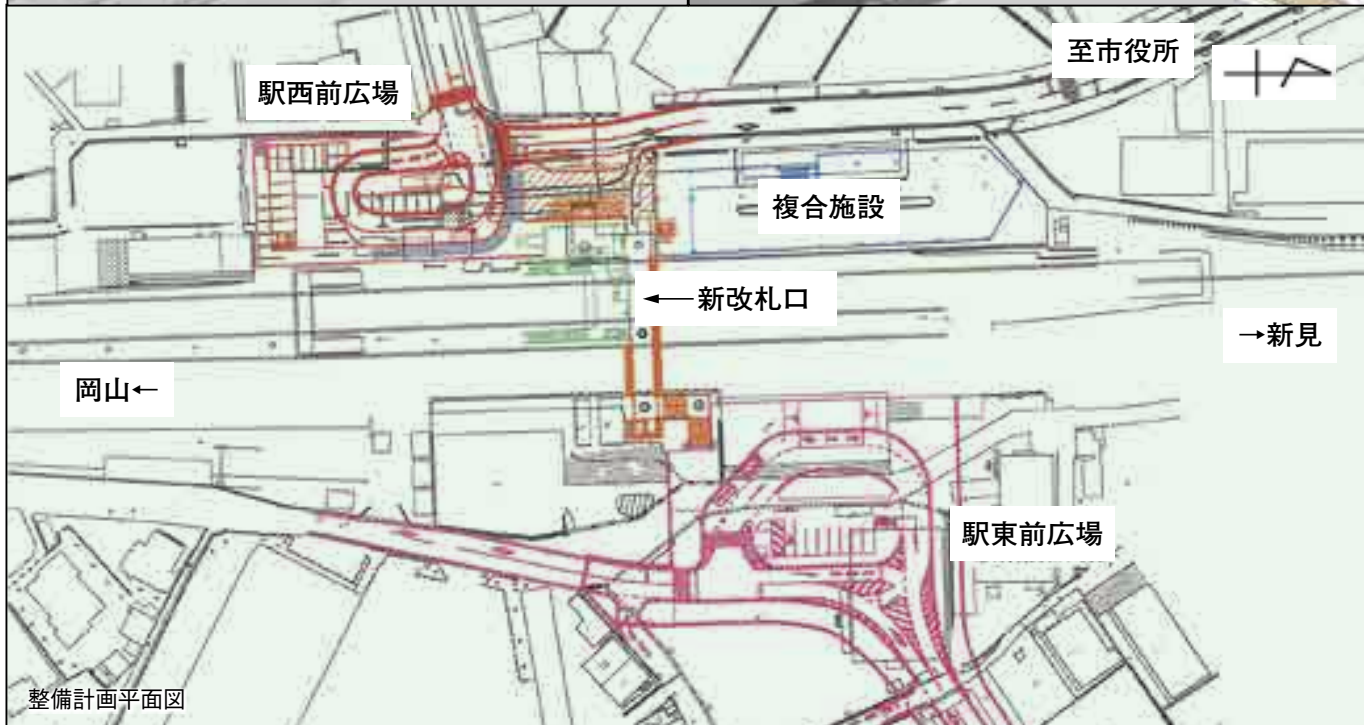 至市役所
駅西前広場
複合施設
←新改札口
→新見
岡山←
駅東前広場
整備計画平面図